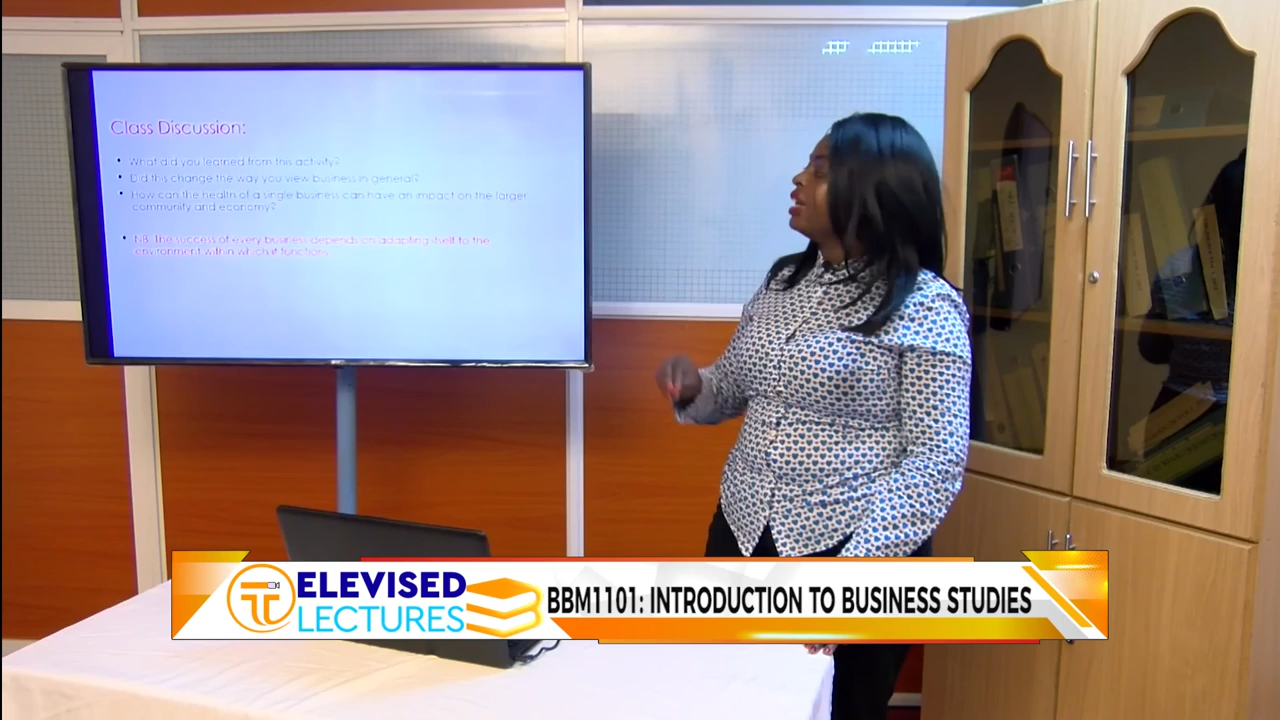 Class Discussion:
• What did you learned from this activity?
• Did this change the way you view business in general?
• How can the health of a single business can have an impact on the larger
community and economy?
• NB: The success of every business depends on adapting itself to the
environment within which it functions.
TELEVISED
LECTURES
BBM1101: INTRODUCTION TO BUSINESS STUDIES